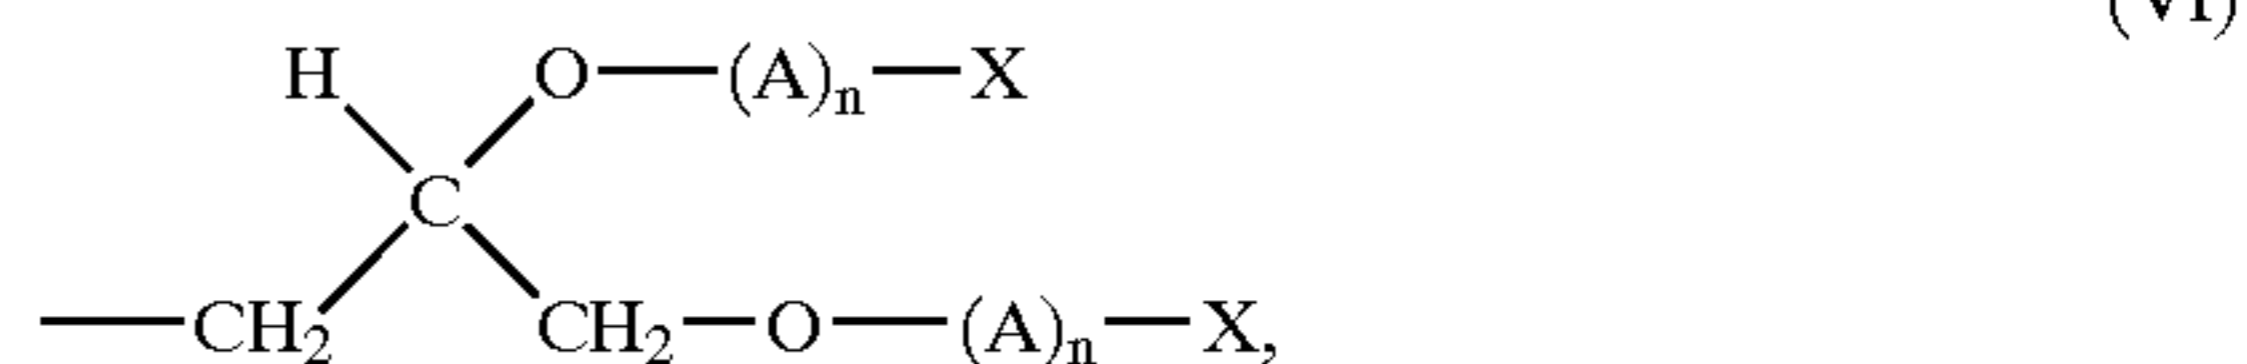 (VI)
H O—(A)n—X
C
—CH2 CH2—O—(A)n—X,